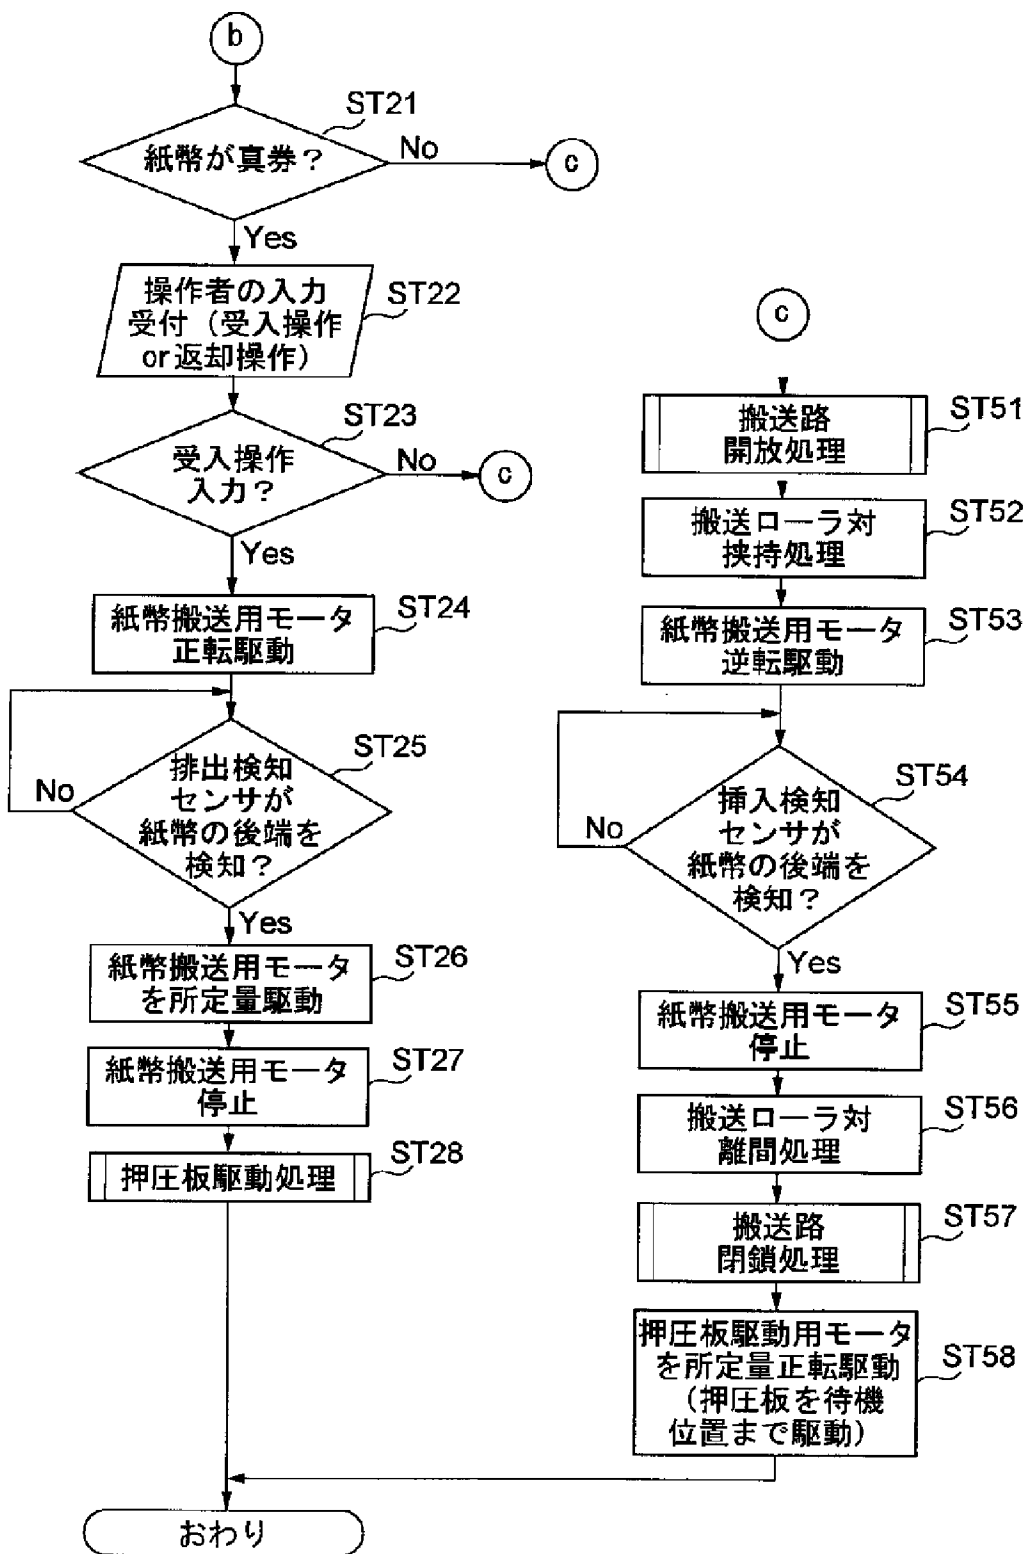 b
ST21
紙幣が真券？
No
c
Yes
操作者の入力
受付（受入操作
or返却操作）
ST22
ST23
受入操作
入力？
No
c
Yes
紙幣搬送用モータ
正転駆動
ST24
排出検知
センサが
紙幣の後端を
検知？
ST25
No
Yes
紙幣搬送用モータ
を所定量駆動
ST26
紙幣搬送用モータ
停止
ST27
押圧板駆動処理
ST28
c
搬送路
開放処理
ST51
搬送ローラ対
挟持処理
ST52
紙幣搬送用モータ
逆転駆動
ST53
挿入検知
センサが
紙幣の後端を
検知？
ST54
No
Yes
紙幣搬送用モータ
停止
ST55
搬送ローラ対
離間処理
ST56
搬送路
閉鎖処理
ST57
押圧板駆動用モータ
を所定量正転駆動
（押圧板を待機
位置まで駆動）
ST58
おわり